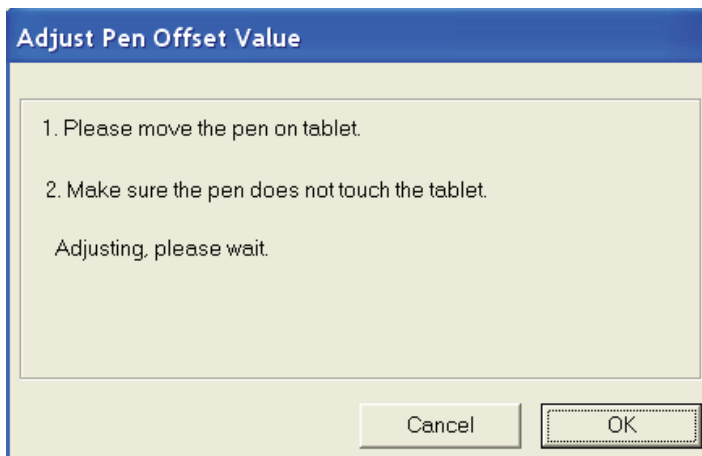 Adjust Pen Offset Value
1. Please move the pen on tablet.
2. Make sure the pen does not touch the tablet.
Adjusting, please wait.
Cancel
OK